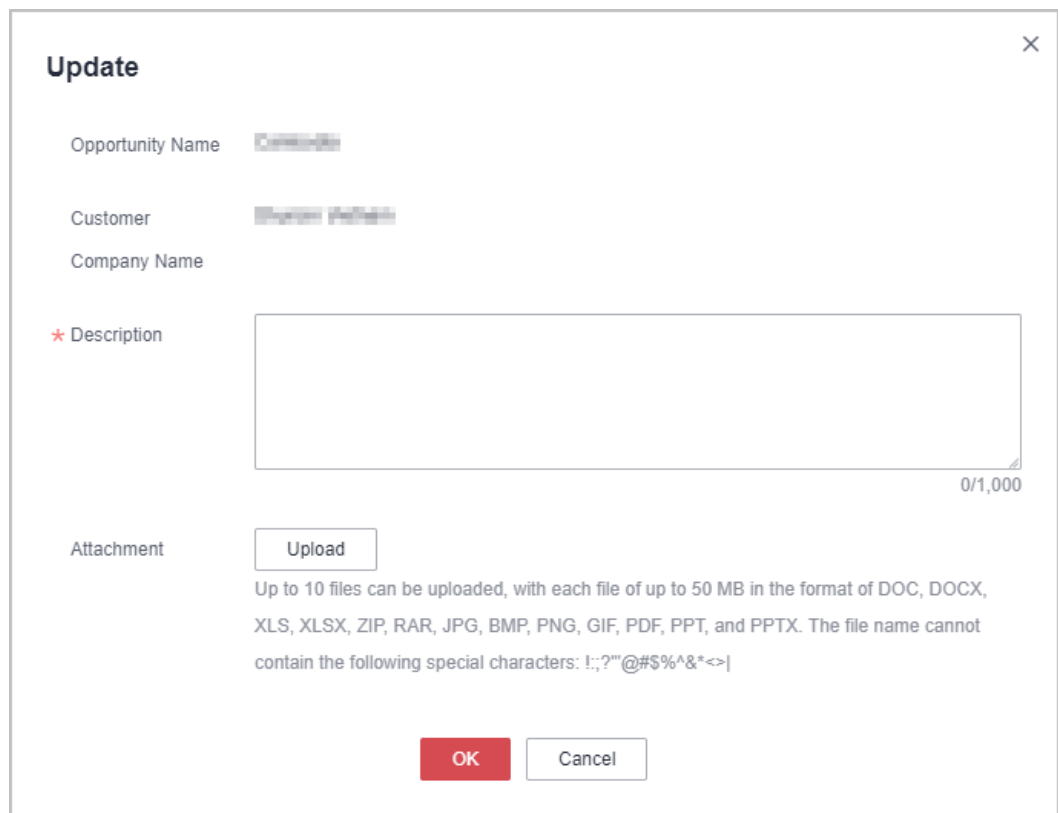 Update
Opportunity Name
Customer
Company Name
* Description
0/1,000
Attachment Upload
Up to 10 files can be uploaded, with each file of up to 50 MB in the format of DOC, DOCX,
XLS, XLSX, ZIP, RAR, JPG, BMP, PNG, GIF, PDF, PPT, and PPTX. The file name cannot
contain the following special characters: !:;?'"@#$%^&*<>|
OK Cancel